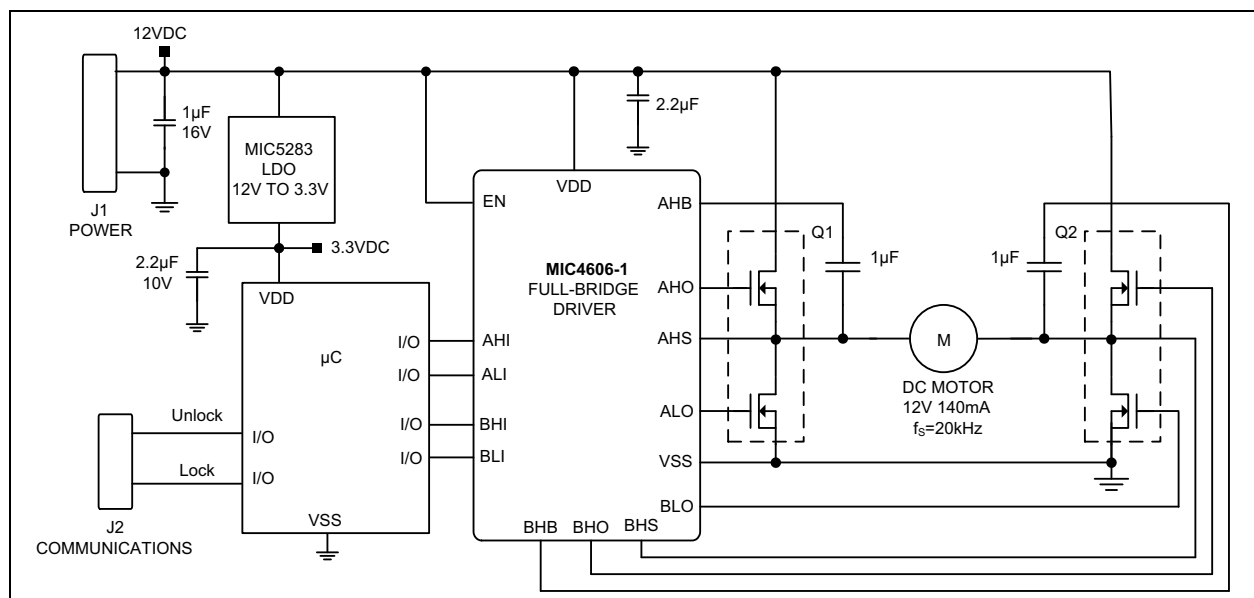 12VDC
1µF
16V
J1
POWER
MIC5283
LDO
12V TO 3.3V
3.3VDC
2.2µF
10V
VDD
µC
I/O
I/O
I/O
I/O
Unlock
I/O
Lock
I/O
VSS
J2
COMMUNICATIONS
2.2µF
VDD
EN
MIC4606-1
FULL-BRIDGE
DRIVER
AHI
ALI
BHI
BLI
AHB
AHO
AHS
ALO
VSS
BLO
BHB
BHO
BHS
Q1
1µF
1µF
Q2
M
DC MOTOR
12V 140mA
fS=20kHz